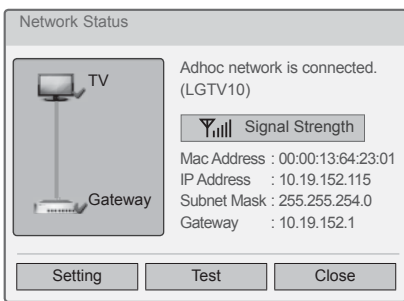 Network Status
TV
Gateway
Adhoc network is connected.
(LGTV10)
Signal Strength
Mac Address : 00:00:13:64:23:01
IP Address : 10.19.152.115
Subnet Mask : 255.255.254.0
Gateway : 10.19.152.1
Setting
Test
Close